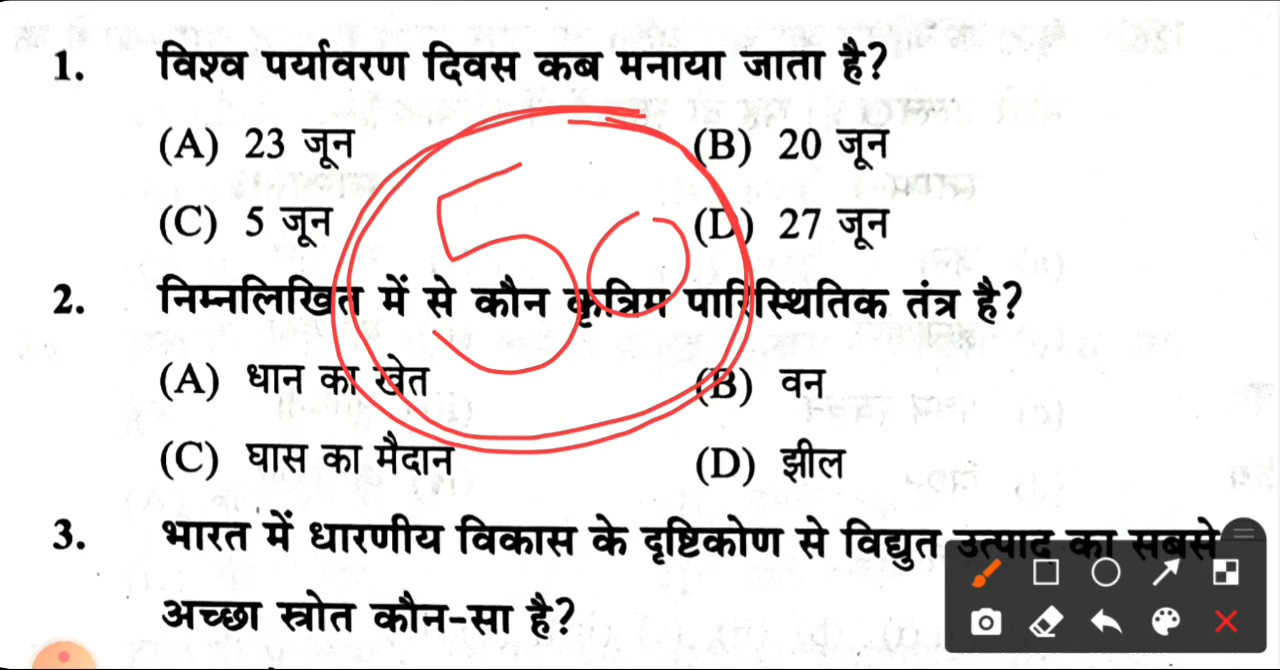 1. विश्व पर्यावरण दिवस कब मनाया जाता है?
(A) 23 जून (B) 20 जून
(C) 5 जून (D) 27 जून
50
2. निम्नलिखित में से कौन कृत्रिम पारिस्थितिक तंत्र है?
(A) धान का खेत (B) वन
(C) घास का मैदान (D) झील
3. भारत में धारणीय विकास के दृष्टिकोण से विद्युत उत्पाद का सबसे
अच्छा स्त्रोत कौन-सा है?